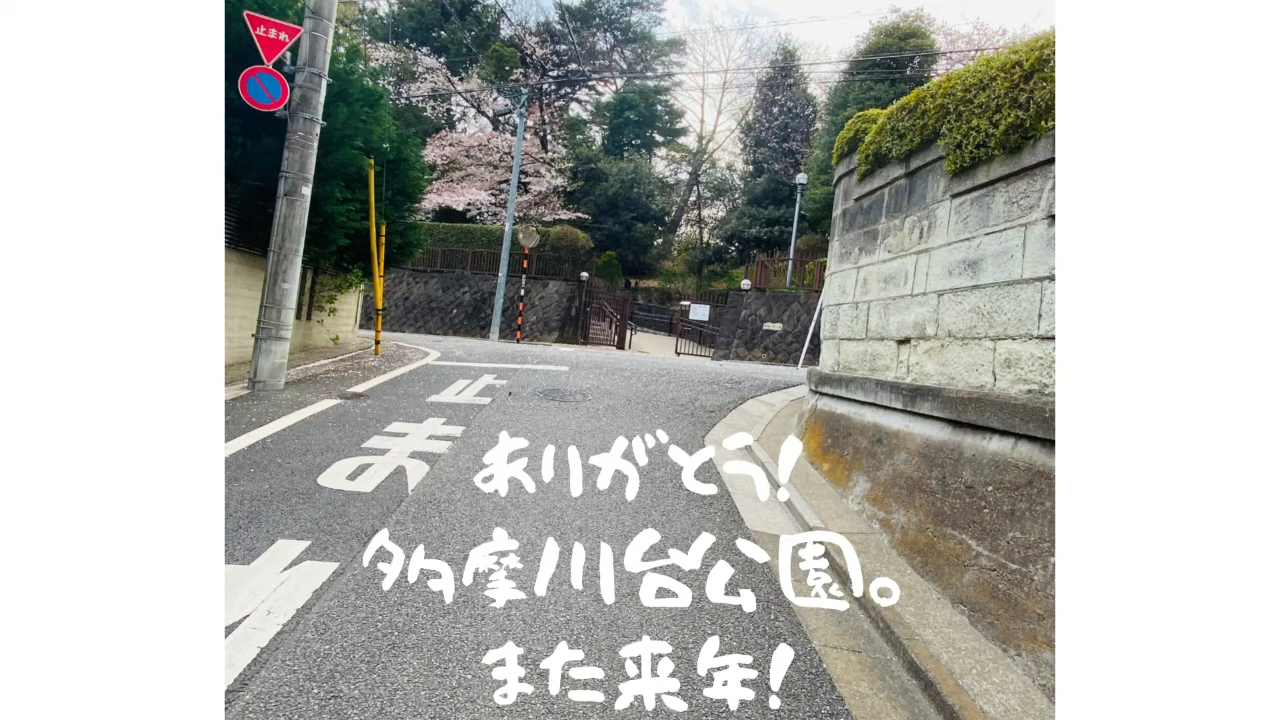 止まれ
止
ま
ありがとう!
多摩川台公園。
また来年!